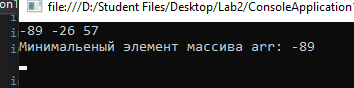 file:///D:/Student Files/Desktop/Lab2/ConsoleApplication
-89 -26 57
Минимальеный элемент массива arr: -89